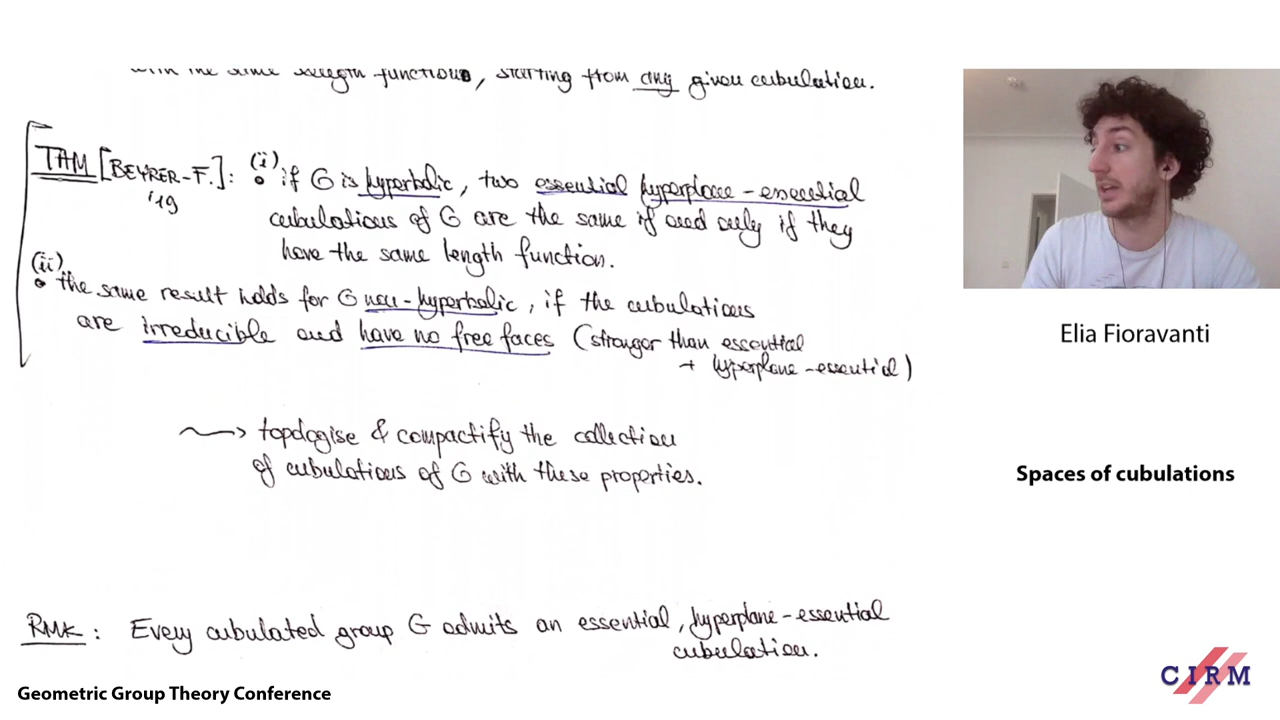 with the same length functions, starting from any given cubulation.
THM [BEYRER-F.]: (i) • if G is hyperbolic, two essential hyperplane-essential
'19
cubulations of G are the same if and only if they
have the same length function.
(ii) • the same result holds for G non-hyperbolic, if the cubulations
are irreducible and have no free faces (stronger than essential
+ hyperplane-essential)
⟿ topologise & compactify the collection
of cubulations of G with these properties.
RMK: Every cubulated group G admits an essential, hyperplane-essential
cubulation.
Elia Fioravanti
Spaces of cubulations
CIRM
Geometric Group Theory Conference